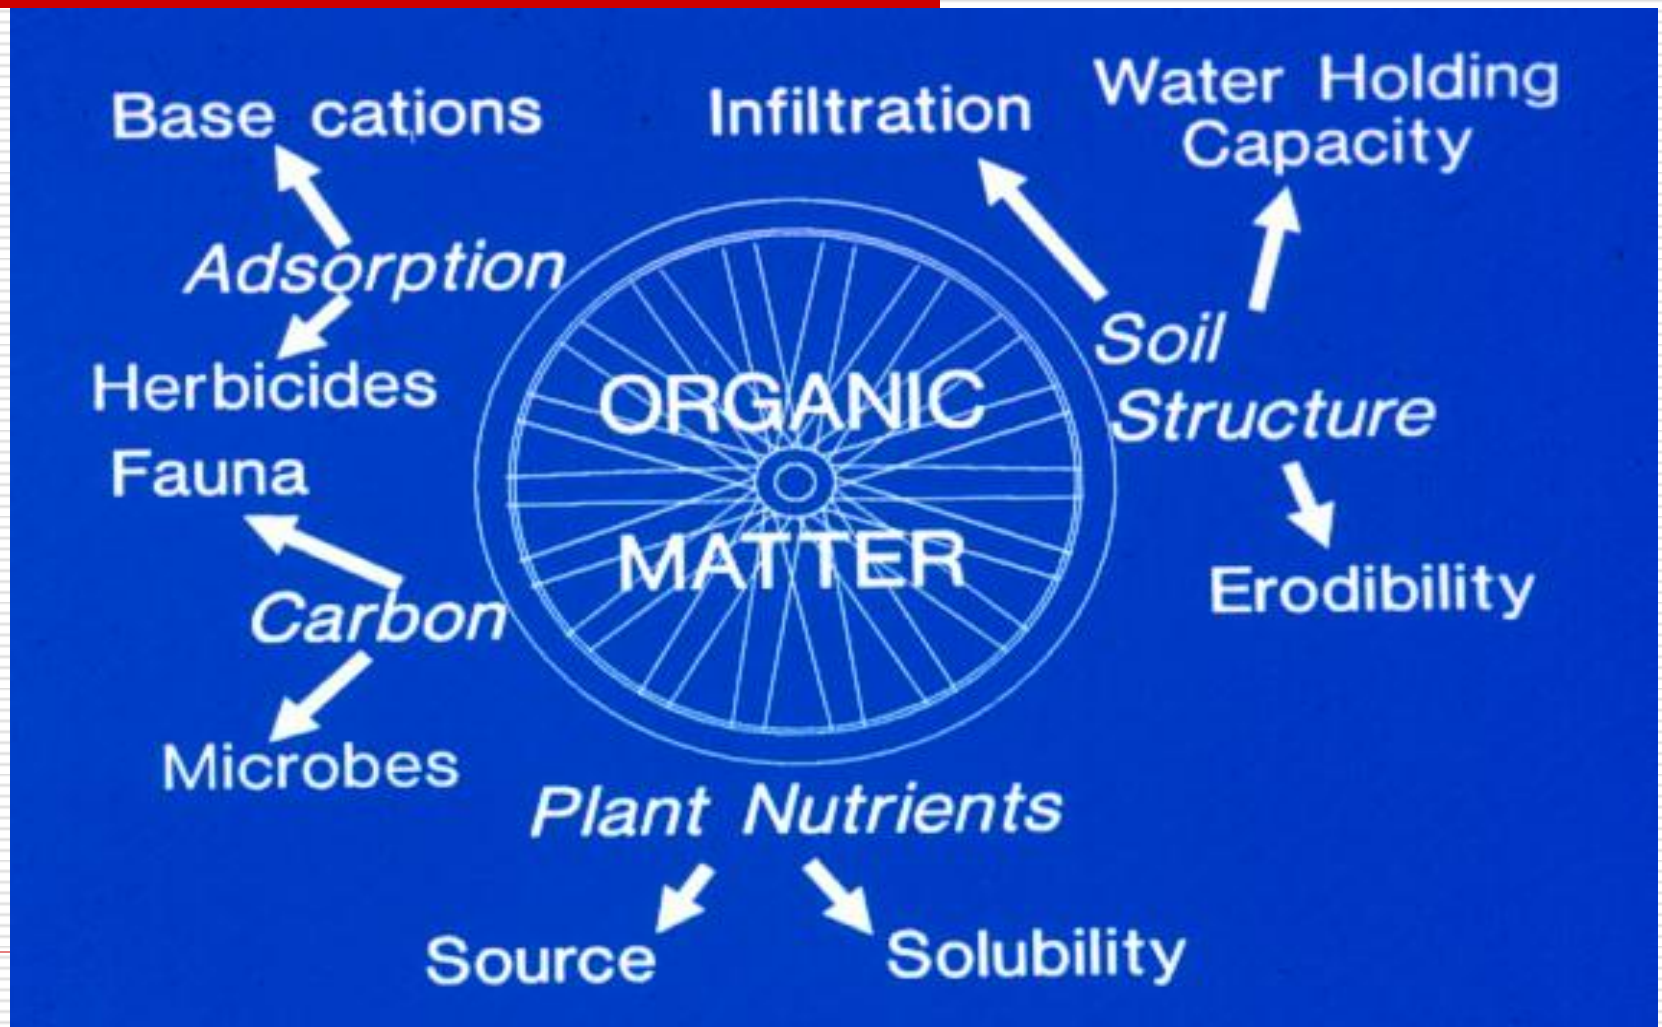 Base cations
Infiltration
Water Holding
Capacity
Adsorption
Herbicides
Soil
Structure
ORGANIC
MATTER
Fauna
Carbon
Microbes
Erodibility
Plant Nutrients
Source
Solubility